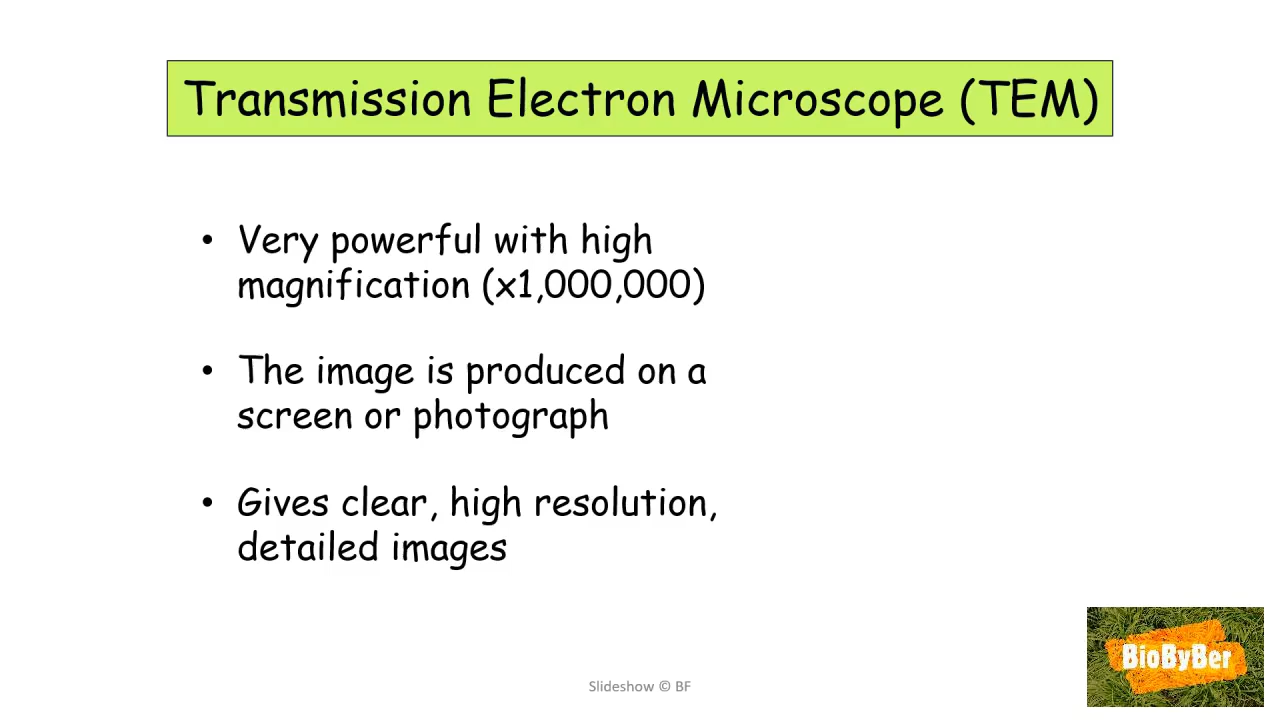 Transmission Electron Microscope (TEM)
• Very powerful with high
magnification (x1,000,000)
• The image is produced on a
screen or photograph
• Gives clear, high resolution,
detailed images
BioByBer
Slideshow © BF